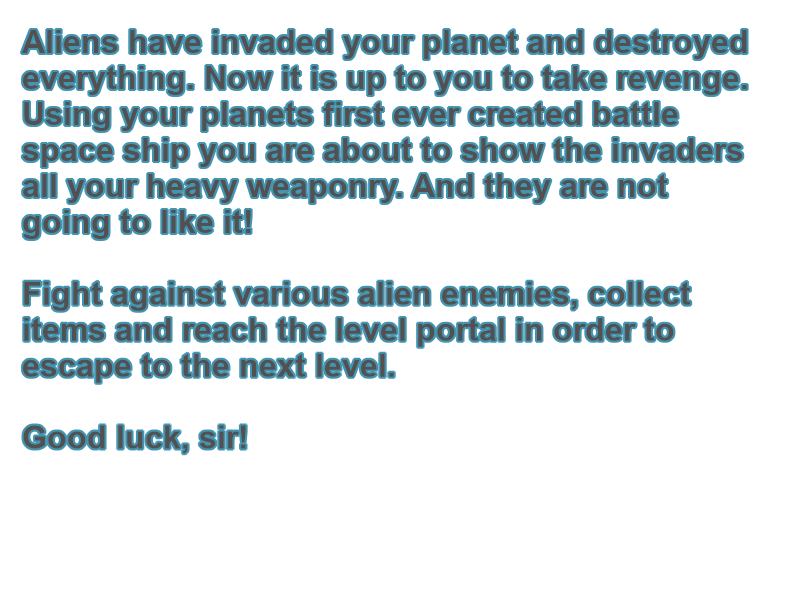 Aliens have invaded your planet and destroyed
everything. Now it is up to you to take revenge.
Using your planets first ever created battle
space ship you are about to show the invaders
all your heavy weaponry. And they are not
going to like it!
Fight against various alien enemies, collect
items and reach the level portal in order to
escape to the next level.
Good luck, sir!